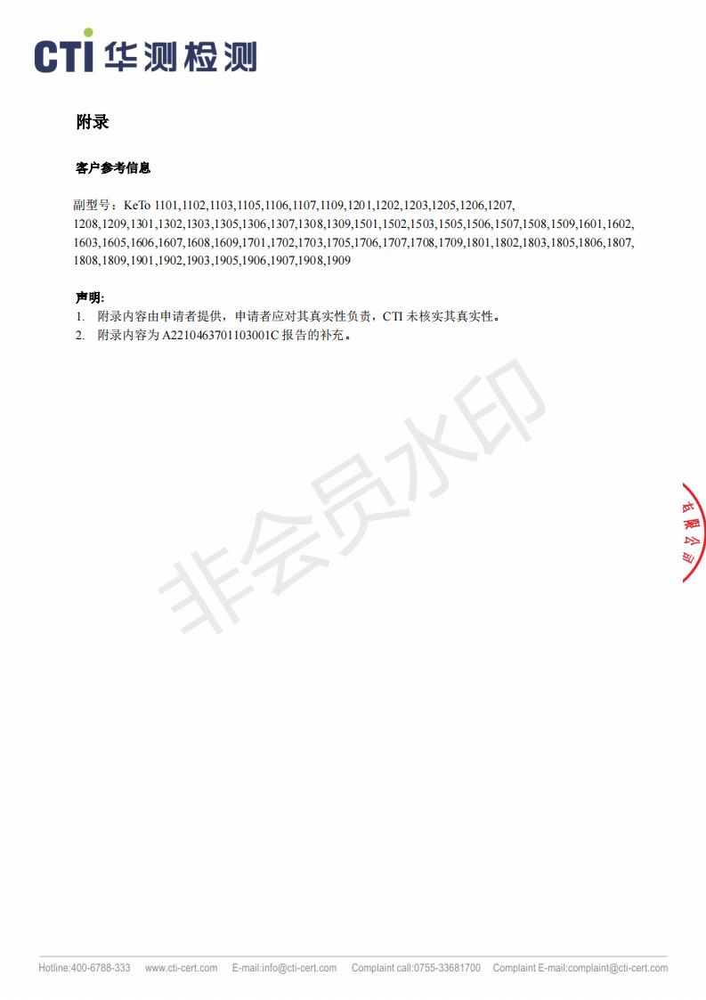 CTI 华测检测
附录
客户参考信息
副型号：KeTo 1101,1102,1103,1105,1106,1107,1109,1201,1202,1203,1205,1206,1207,
1208,1209,1301,1302,1303,1305,1306,1307,1308,1309,1501,1502,1503,1505,1506,1507,1508,1509,1601,1602,
1603,1605,1606,1607,1608,1609,1701,1702,1703,1705,1706,1707,1708,1709,1801,1802,1803,1805,1806,1807,
1808,1809,1901,1902,1903,1905,1906,1907,1908,1909
声明:
1. 附录内容由申请者提供，申请者应对其真实性负责，CTI 未核实其真实性。
2. 附录内容为 A2210463701103001C 报告的补充。
非会员水印
有限公司
Hotline:400-6788-333 www.cti-cert.com E-mail:info@cti-cert.com Complaint call:0755-33681700 Complaint E-mail:complaint@cti-cert.com